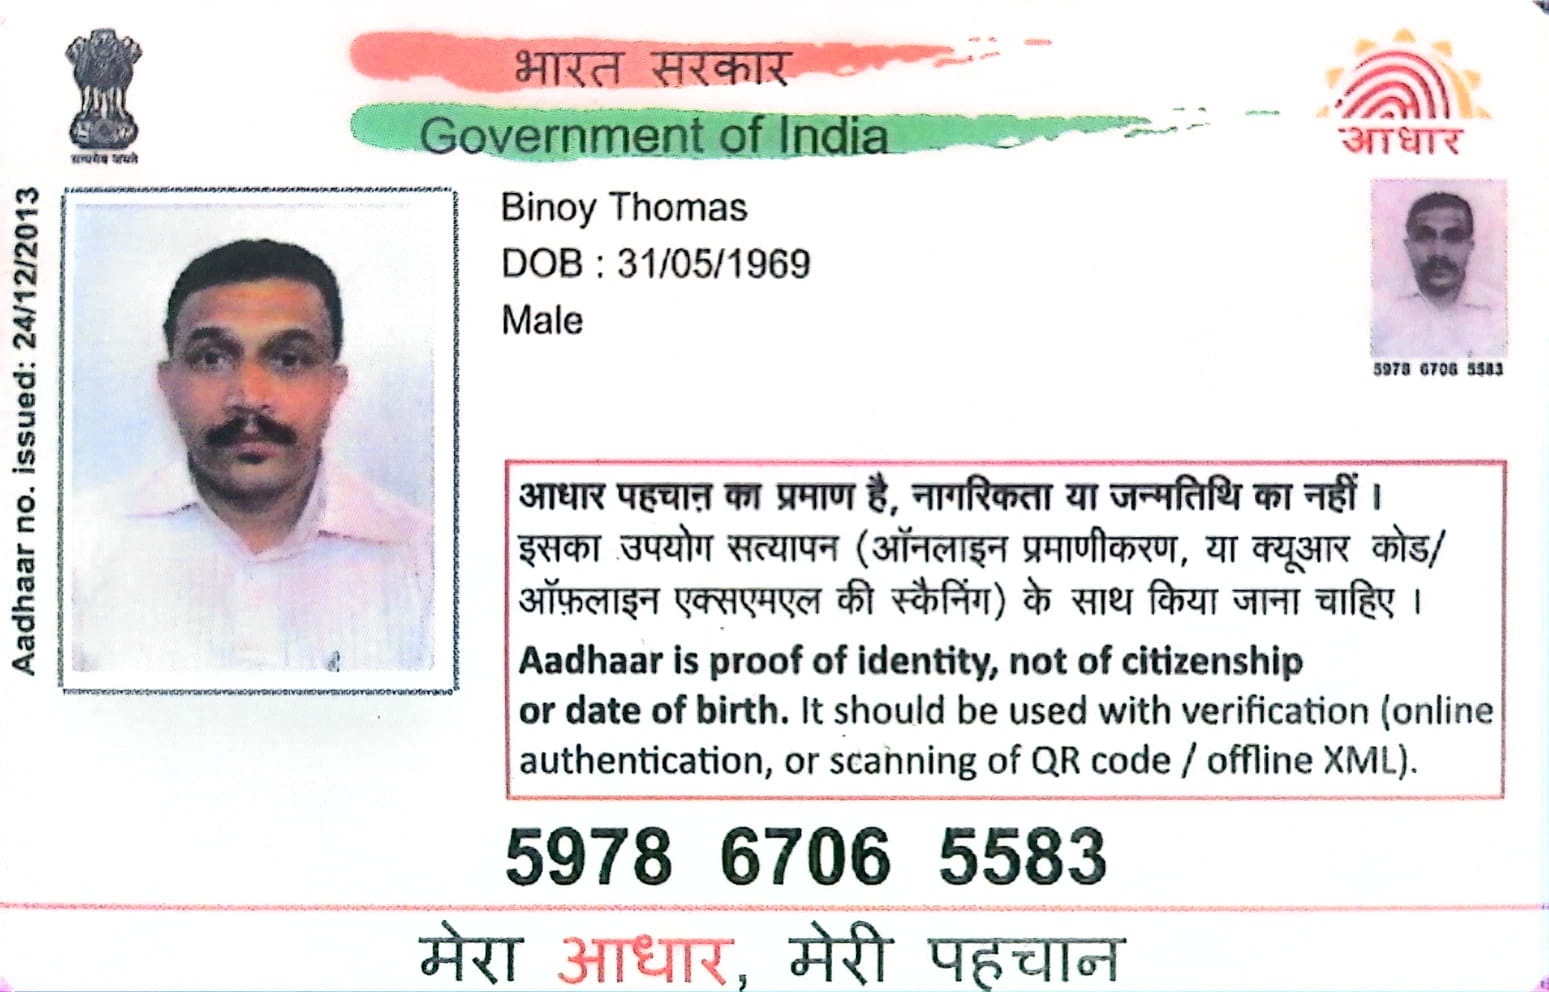 भारत सरकार
Government of India
सत्यमेव जयते
आधार
Aadhaar no. issued: 24/12/2013
Binoy Thomas
DOB : 31/05/1969
Male
5978 6706 5583
आधार पहचान का प्रमाण है, नागरिकता या जन्मतिथि का नहीं ।
इसका उपयोग सत्यापन (ऑनलाइन प्रमाणीकरण, या क्यूआर कोड/
ऑफ़लाइन एक्सएमएल की स्कैनिंग) के साथ किया जाना चाहिए ।
Aadhaar is proof of identity, not of citizenship
or date of birth. It should be used with verification (online
authentication, or scanning of QR code / offline XML).
5978 6706 5583
मेरा आधार, मेरी पहचान